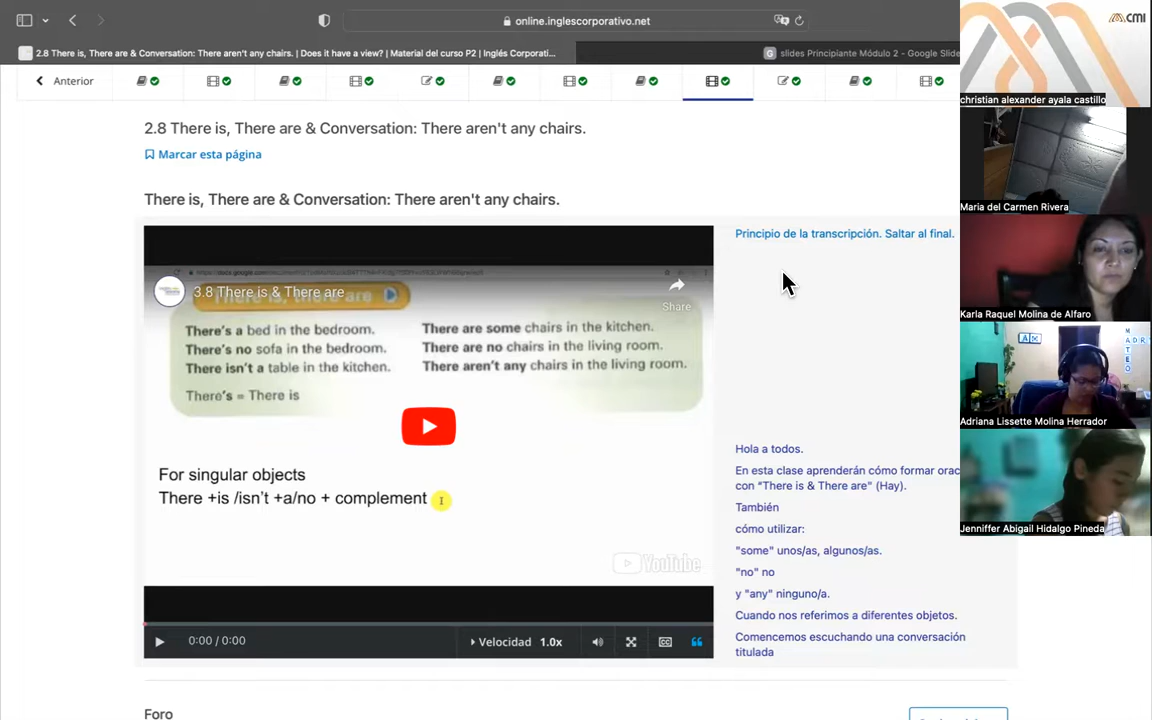 online.inglescorporativo.net
2.8 There is, There are & Conversation: There aren't any chairs. | Does it have a view? | Material del curso P2 | Inglés Corporati...
G slides Principiante Módulo 2 - Google Slide
Anterior
2.8 There is, There are & Conversation: There aren't any chairs.
Marcar esta página
There is, There are & Conversation: There aren't any chairs.
3.8 There is & There are
Share
There's a bed in the bedroom.
There's no sofa in the bedroom.
There isn't a table in the kitchen.
There's = There is
There are some chairs in the kitchen.
There are no chairs in the living room.
There aren't any chairs in the living room.
For singular objects
There +is /isn't +a/no + complement
YouTube
0:00 / 0:00
Velocidad 1.0x
CC
Principio de la transcripción. Saltar al final.
Hola a todos.
En esta clase aprenderán cómo formar orac
con "There is & There are" (Hay).
También
cómo utilizar:
"some" unos/as, algunos/as.
"no" no
y "any" ninguno/a.
Cuando nos referimos a diferentes objetos.
Comencemos escuchando una conversación
titulada
Foro
CMI
christian alexander ayala castillo
Maria del Carmen Rivera
Karla Raquel Molina de Alfaro
MATEO
Adriana Lissette Molina Herrador
Jenniffer Abigail Hidalgo Pineda